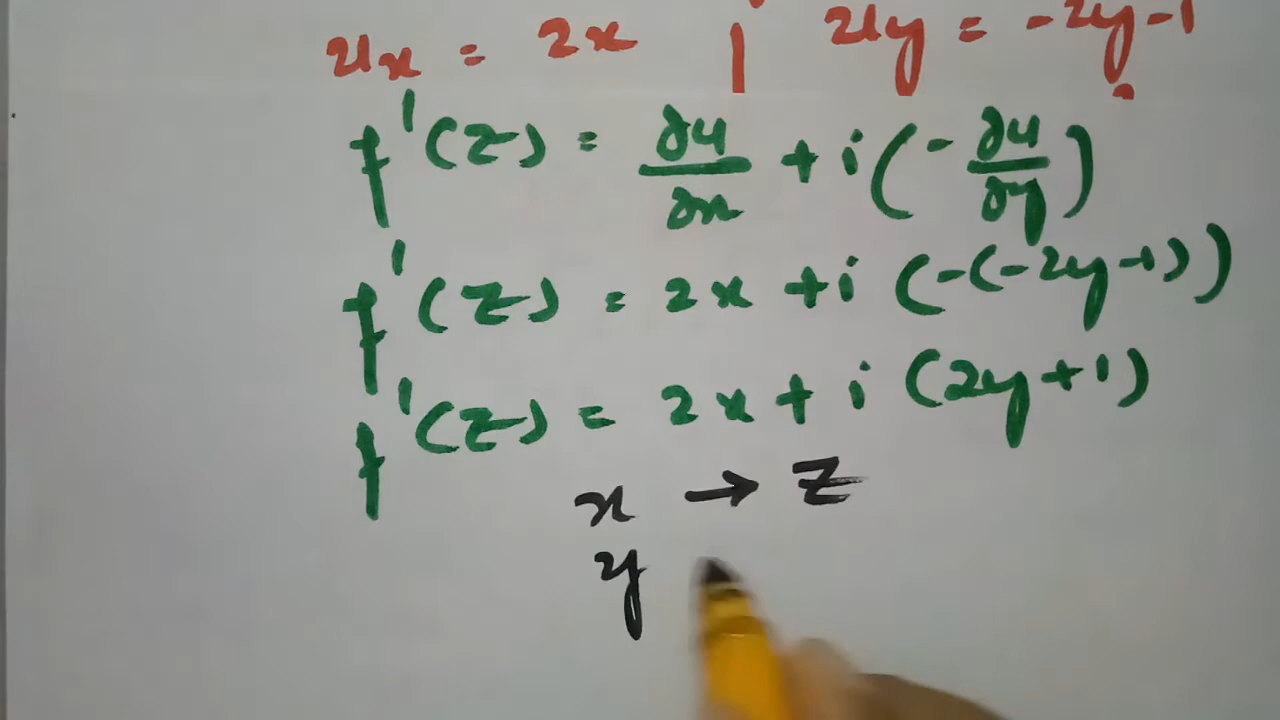 ux = 2x ; uy = -2y-1
f'(z) = ∂u/∂x + i(-∂u/∂y)
f'(z) = 2x + i(-(-2y-1))
f'(z) = 2x + i(2y+1)
x → z
y